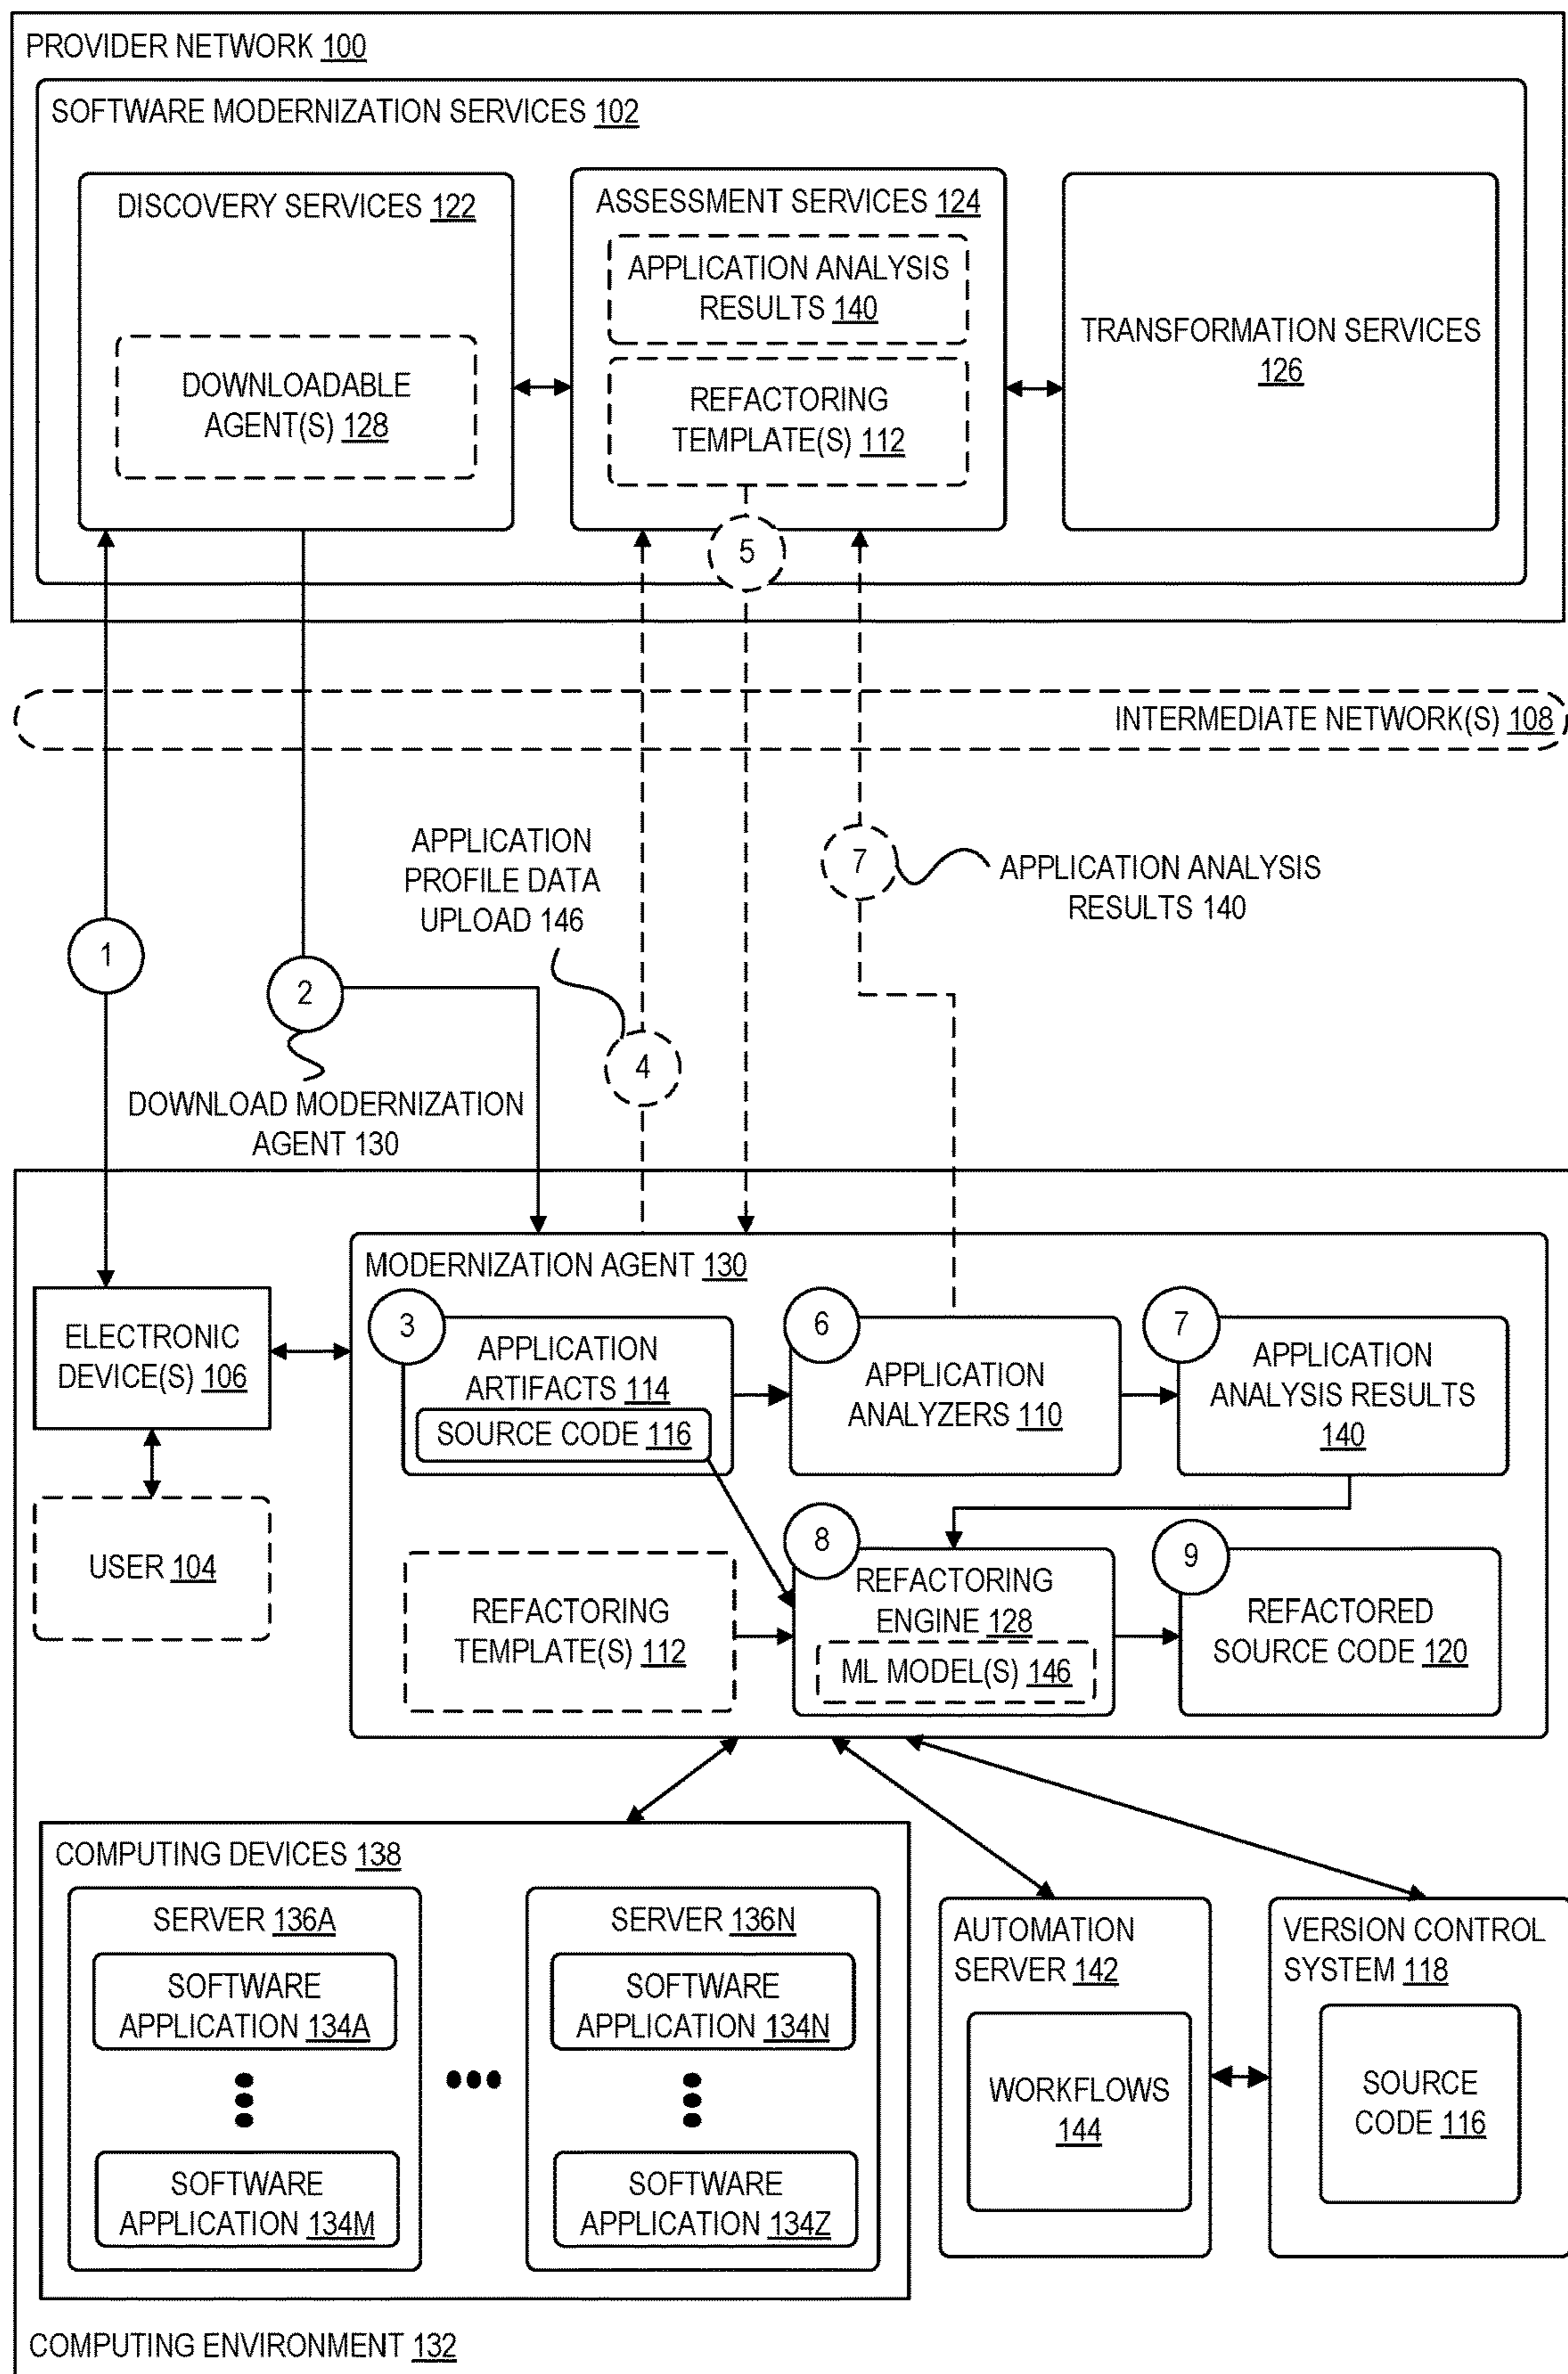 PROVIDER NETWORK 100
SOFTWARE MODERNIZATION SERVICES 102
DISCOVERY SERVICES 122
DOWNLOADABLE
AGENT(S) 128
ASSESSMENT SERVICES 124
APPLICATION ANALYSIS
RESULTS 140
REFACTORING
TEMPLATE(S) 112
TRANSFORMATION SERVICES
126
5
INTERMEDIATE NETWORK(S) 108
APPLICATION
PROFILE DATA
UPLOAD 146
7
APPLICATION ANALYSIS
RESULTS 140
1
2
4
DOWNLOAD MODERNIZATION
AGENT 130
MODERNIZATION AGENT 130
ELECTRONIC
DEVICE(S) 106
USER 104
3
APPLICATION
ARTIFACTS 114
SOURCE CODE 116
6
APPLICATION
ANALYZERS 110
7
APPLICATION
ANALYSIS RESULTS
140
REFACTORING
TEMPLATE(S) 112
8
REFACTORING
ENGINE 128
ML MODEL(S) 146
9
REFACTORED
SOURCE CODE 120
COMPUTING DEVICES 138
SERVER 136A
SOFTWARE
APPLICATION 134A
SOFTWARE
APPLICATION 134M
SERVER 136N
SOFTWARE
APPLICATION 134N
SOFTWARE
APPLICATION 134Z
AUTOMATION
SERVER 142
WORKFLOWS
144
VERSION CONTROL
SYSTEM 118
SOURCE
CODE 116
COMPUTING ENVIRONMENT 132